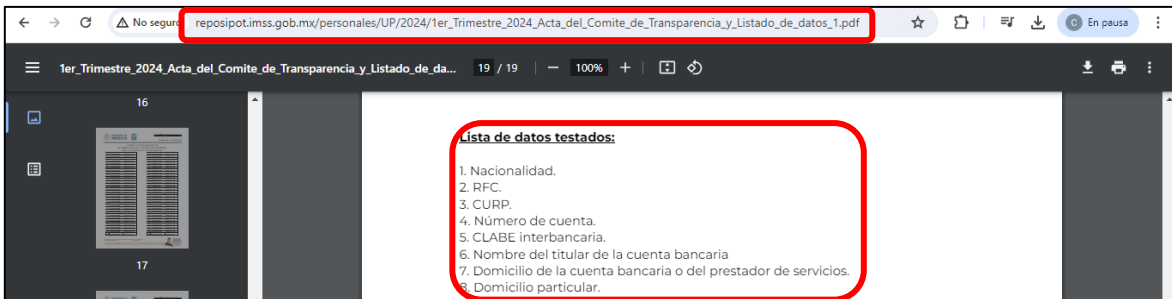 No seguro reposipot.imss.gob.mx/personales/UP/2024/1er_Trimestre_2024_Acta_del_Comite_de_Transparencia_y_Listado_de_datos_1.pdf C En pausa
1er_Trimestre_2024_Acta_del_Comite_de_Transparencia_y_Listado_de_da... 19 / 19 | − 100% + |
16
17
Lista de datos testados:
1. Nacionalidad.
2. RFC.
3. CURP.
4. Número de cuenta.
5. CLABE interbancaria.
6. Nombre del titular de la cuenta bancaria
7. Domicilio de la cuenta bancaria o del prestador de servicios.
8. Domicilio particular.